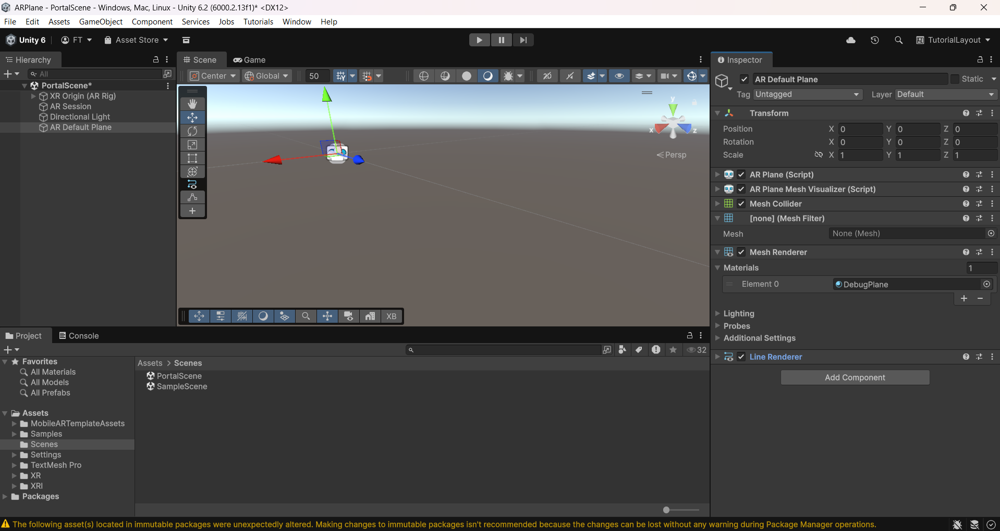 ARPlane - PortalScene - Windows, Mac, Linux - Unity 6.2 (6000.2.13f1)* <DX12>
File Edit Assets GameObject Component Services Jobs Tutorials Window Help
Unity 6 FT Asset Store TutorialLayout
Hierarchy
All
PortalScene*
XR Origin (AR Rig)
AR Session
Directional Light
AR Default Plane
Scene Game
Center Global 50 2D
y
x z
Persp
XB
Inspector
AR Default Plane Static
Tag Untagged Layer Default
Transform
Position X 0 Y 0 Z 0
Rotation X 0 Y 0 Z 0
Scale X 1 Y 1 Z 1
AR Plane (Script)
AR Plane Mesh Visualizer (Script)
Mesh Collider
[none] (Mesh Filter)
Mesh None (Mesh)
Mesh Renderer
Materials 1
Element 0 DebugPlane
Lighting
Probes
Additional Settings
Line Renderer
Add Component
Project Console
32
Favorites
All Materials
All Models
All Prefabs
Assets
MobileARTemplateAssets
Samples
Scenes
Settings
TextMesh Pro
XR
XRI
Packages
Assets > Scenes
PortalScene
SampleScene
The following asset(s) located in immutable packages were unexpectedly altered. Making changes to immutable packages isn't recommended because the changes can be lost without any warning during Package Manager operations.